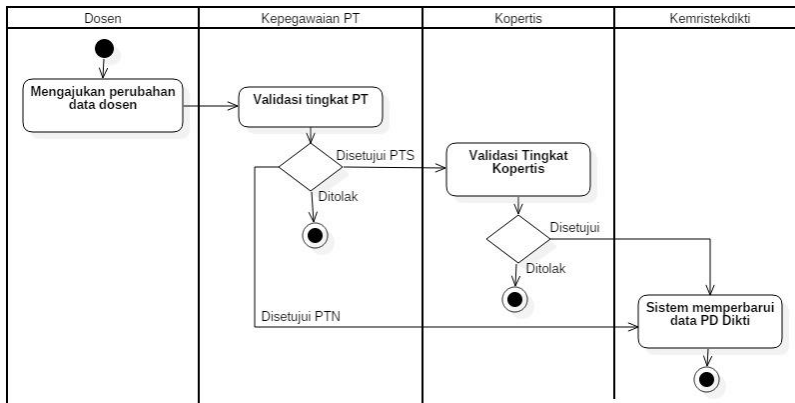 Dosen
Kepegawaian PT
Kopertis
Kemristekdikti
Mengajukan perubahan
data dosen
Validasi tingkat PT
Disetujui PTS
Validasi Tingkat
Kopertis
Ditolak
Disetujui
Ditolak
Disetujui PTN
Sistem memperbarui
data PD Dikti